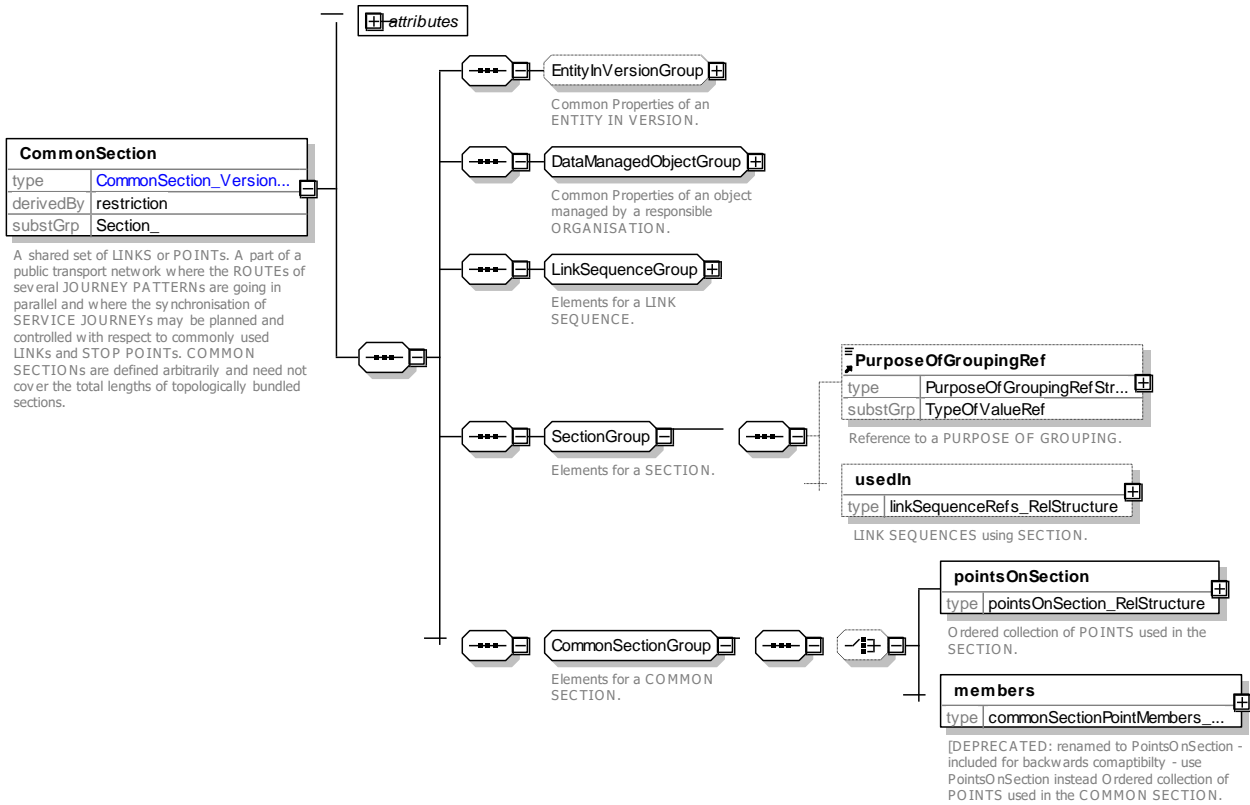 attributes
EntityInVersionGroup
Common Properties of an
ENTITY IN VERSION.
CommonSection
type CommonSection_Version...
derivedBy restriction
substGrp Section_
A shared set of LINKS or POINTs. A part of a
public transport network where the ROUTEs of
several JOURNEY PATTERNs are going in
parallel and where the synchronisation of
SERVICE JOURNEYs may be planned and
controlled with respect to commonly used
LINKs and STOP POINTs. COMMON
SECTIONs are defined arbitrarily and need not
cover the total lengths of topologically bundled
sections.
DataManagedObjectGroup
Common Properties of an object
managed by a responsible
ORGANISATION.
LinkSequenceGroup
Elements for a LINK
SEQUENCE.
SectionGroup
Elements for a SECTION.
PurposeOfGroupingRef
type PurposeOfGroupingRefStr...
substGrp TypeOfValueRef
Reference to a PURPOSE OF GROUPING.
usedIn
type linkSequenceRefs_RelStructure
LINK SEQUENCES using SECTION.
CommonSectionGroup
Elements for a COMMON
SECTION.
pointsOnSection
type pointsOnSection_RelStructure
Ordered collection of POINTS used in the
SECTION.
members
type commonSectionPointMembers_...
[DEPRECATED: renamed to PointsOnSection -
included for backwards comaptibilty - use
PointsOnSection instead Ordered collection of
POINTS used in the COMMON SECTION.